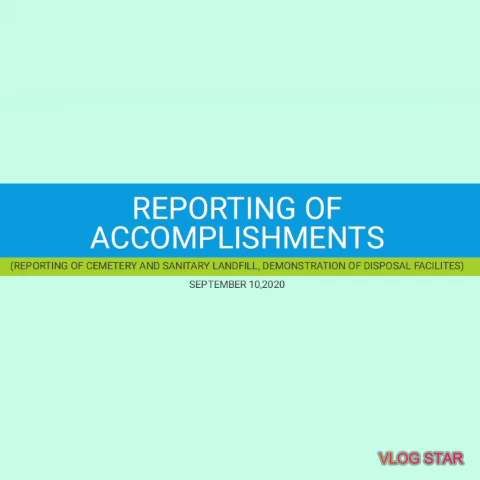 REPORTING OF
ACCOMPLISHMENTS
(REPORTING OF CEMETERY AND SANITARY LANDFILL, DEMONSTRATION OF DISPOSAL FACILITES)
SEPTEMBER 10,2020
VLOG STAR